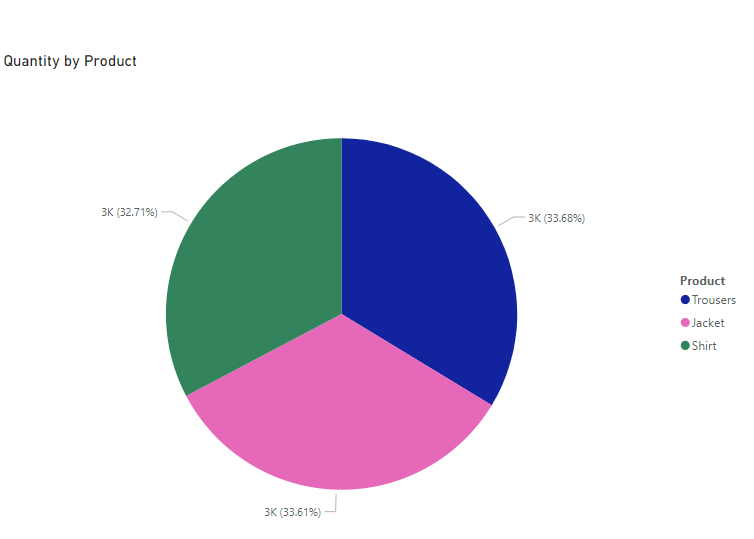 Quantity by Product
3K (32.71%)
3K (33.68%)
3K (33.61%)
Product
Trousers
Jacket
Shirt